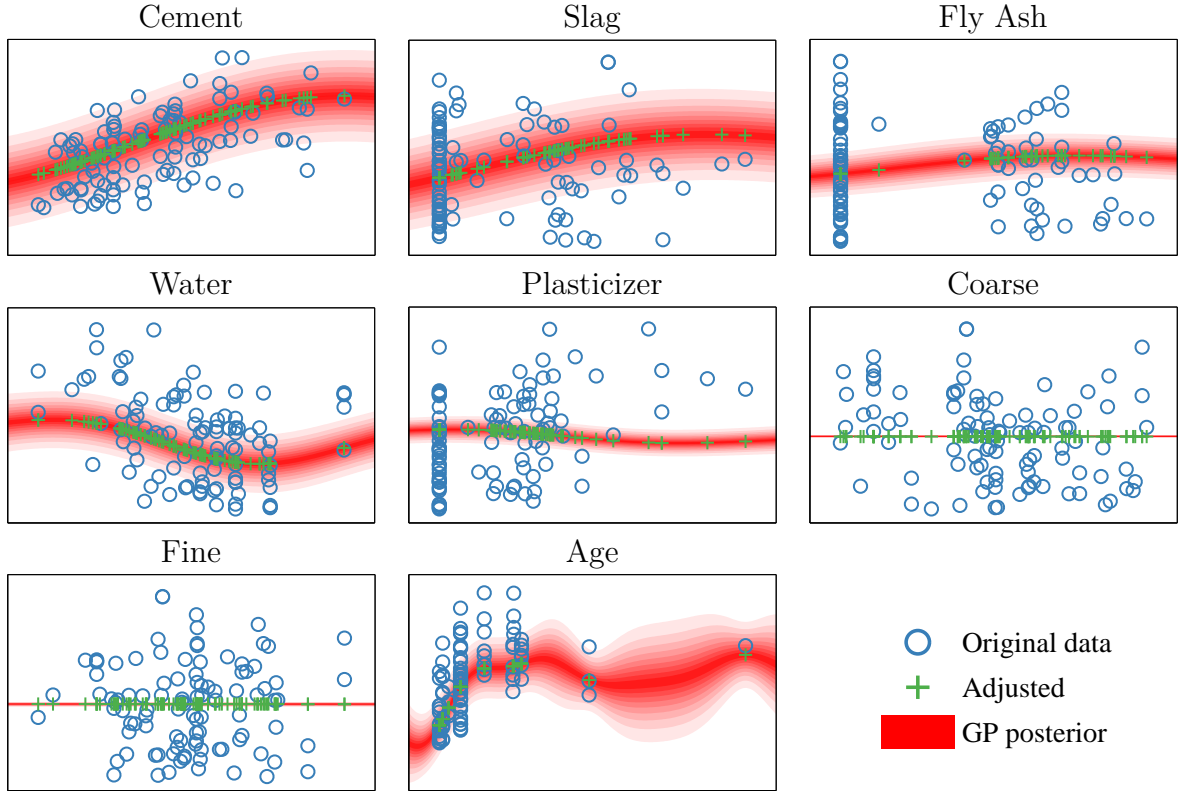 Cement
Slag
Fly Ash
Water
Plasticizer
Coarse
Fine
Age
Original data
Adjusted
GP posterior